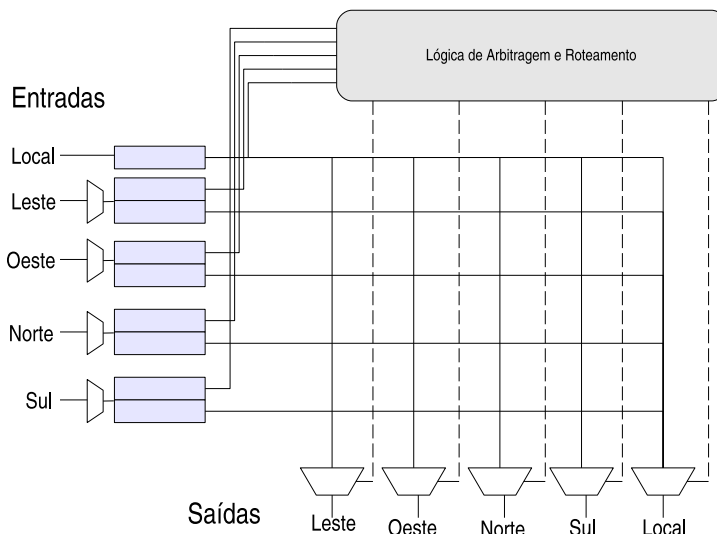 Lógica de Arbitragem e Roteamento
Entradas
Local
Leste
Oeste
Norte
Sul
Saídas
Leste
Oeste
Norte
Sul
Local